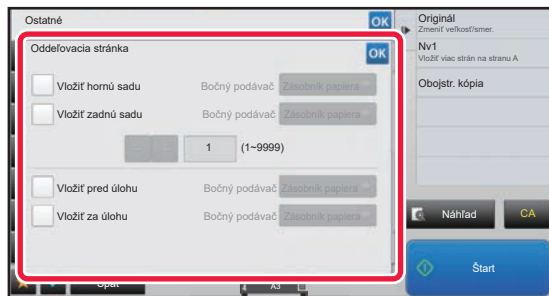 Ostatné
OK
Oddeľovacia stránka
OK
Vložiť hornú sadu
Bočný podávač
Zásobník papiera
Vložiť zadnú sadu
Bočný podávač
Zásobník papiera
1
(1~9999)
Vložiť pred úlohu
Bočný podávač
Zásobník papiera
Vložiť za úlohu
Bočný podávač
Zásobník papiera
Späť
A3
Originál
Zmeniť veľkosť/smer.
Nv1
Vložiť viac strán na stranu A
Obojstr. kópia
Náhľad
CA
Štart